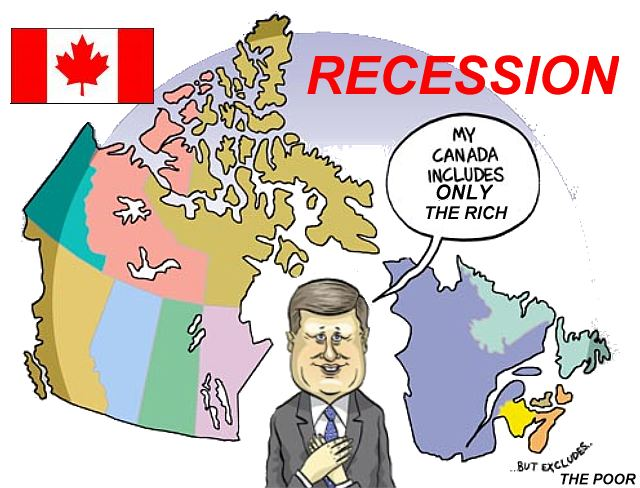 RECESSION
MY
CANADA
INCLUDES
ONLY
THE RICH
...BUT EXCLUDES..
THE POOR